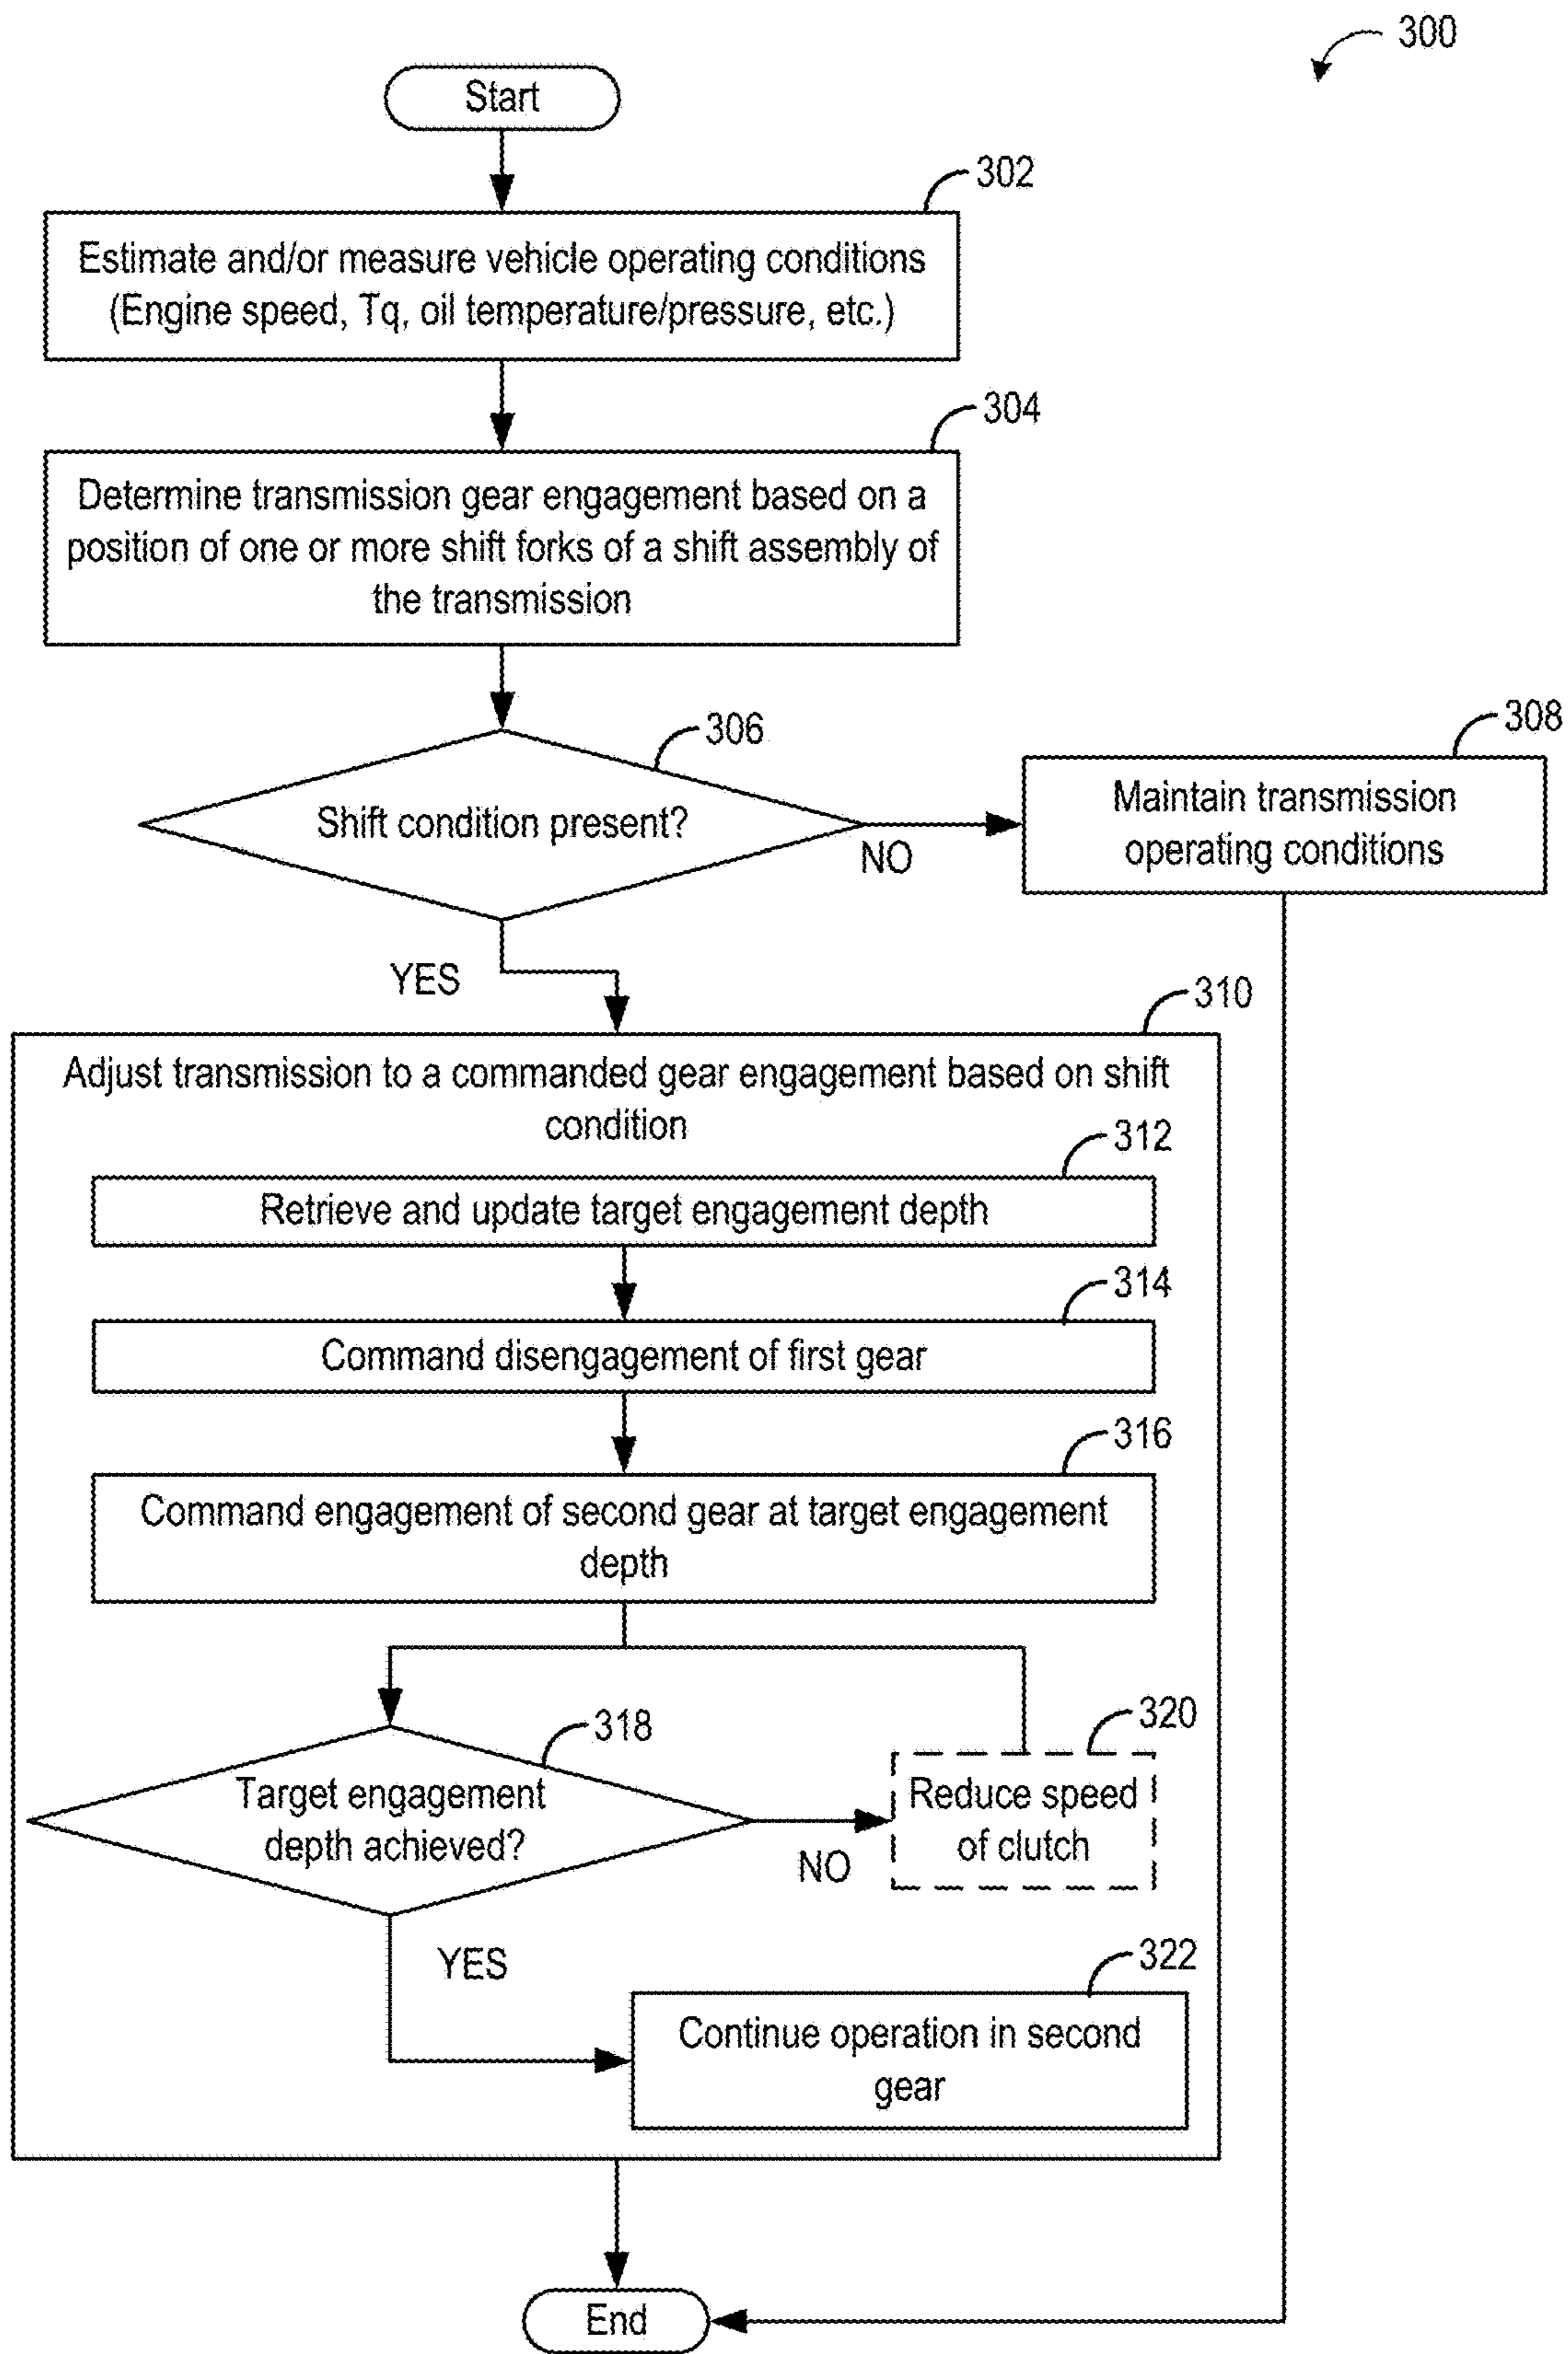 300
Start
302
Estimate and/or measure vehicle operating conditions
(Engine speed, Tq, oil temperature/pressure, etc.)
304
Determine transmission gear engagement based on a
position of one or more shift forks of a shift assembly of
the transmission
306
Shift condition present?
NO
308
Maintain transmission
operating conditions
YES
310
Adjust transmission to a commanded gear engagement based on shift
condition
312
Retrieve and update target engagement depth
314
Command disengagement of first gear
316
Command engagement of second gear at target engagement
depth
318
Target engagement
depth achieved?
NO
320
Reduce speed
of clutch
YES
322
Continue operation in second
gear
End